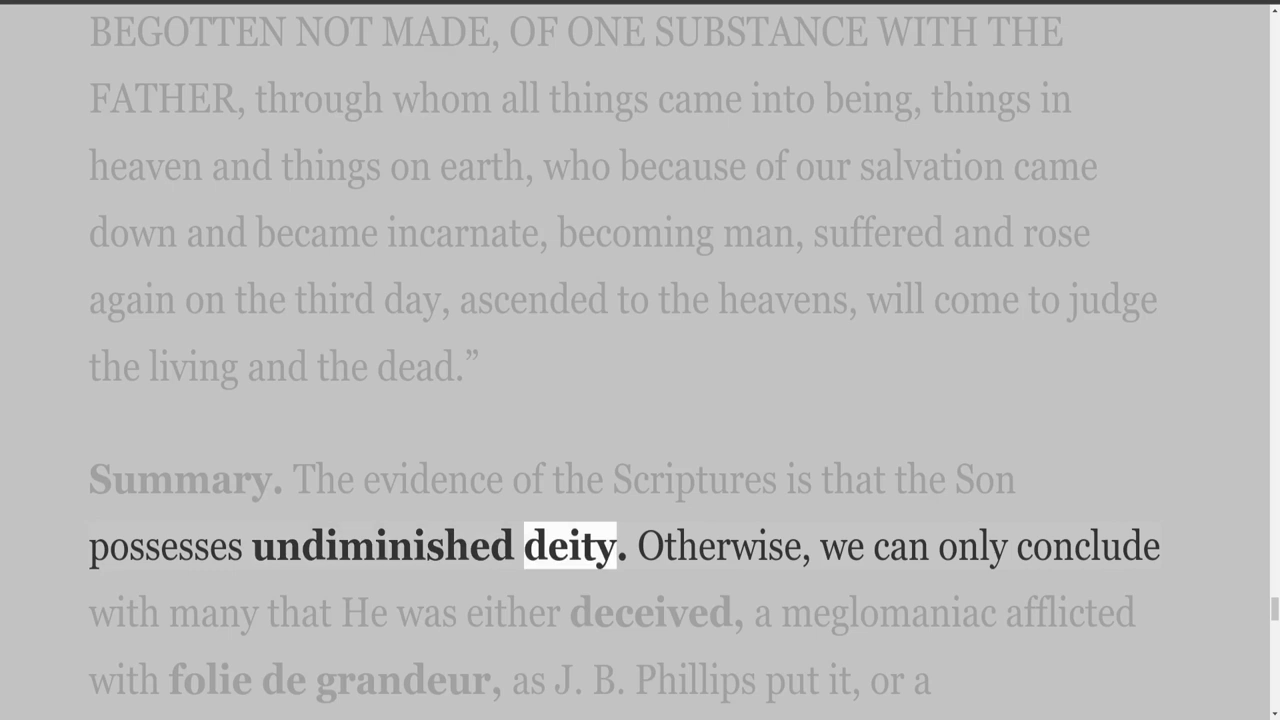 BEGOTTEN NOT MADE, OF ONE SUBSTANCE WITH THE
FATHER, through whom all things came into being, things in
heaven and things on earth, who because of our salvation came
down and became incarnate, becoming man, suffered and rose
again on the third day, ascended to the heavens, will come to judge
the living and the dead.”
Summary. The evidence of the Scriptures is that the Son
possesses undiminished deity. Otherwise, we can only conclude
with many that He was either deceived, a meglomaniac afflicted
with folie de grandeur, as J. B. Phillips put it, or a